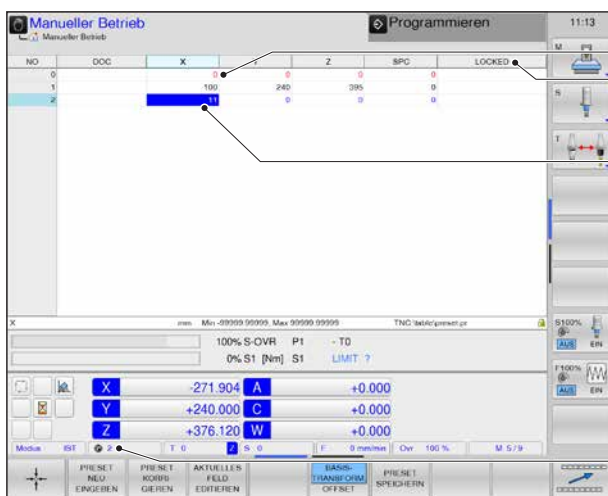 Manueller Betrieb
Manueller Betrieb
Programmieren
11:13
NO DOC X Y Z SPC LOCKED
0 0 0 0 0
1 100 240 395 0
2 11 0 0 0
M
S
T
X mm Min -99999.99999, Max 99999.99999 TNC:\table\preset.pr
100% S-OVR P1 -T0
0% S1 [Nm] S1 LIMIT ?
S100%
AUS EIN
F100%
AUS EIN
X -271.904 A +0.000
Y +240.000 C +0.000
Z +376.120 W +0.000
Modus IST 2 T 0 Z S 0 F 0 mm/min Ovr 100 % M 5/9
PRESET NEU EINGEBEN
PRESET KORRI- GIEREN
AKTUELLES FELD EDITIEREN
BASIS- TRANSFORM. OFFSET
PRESET SPEICHERN